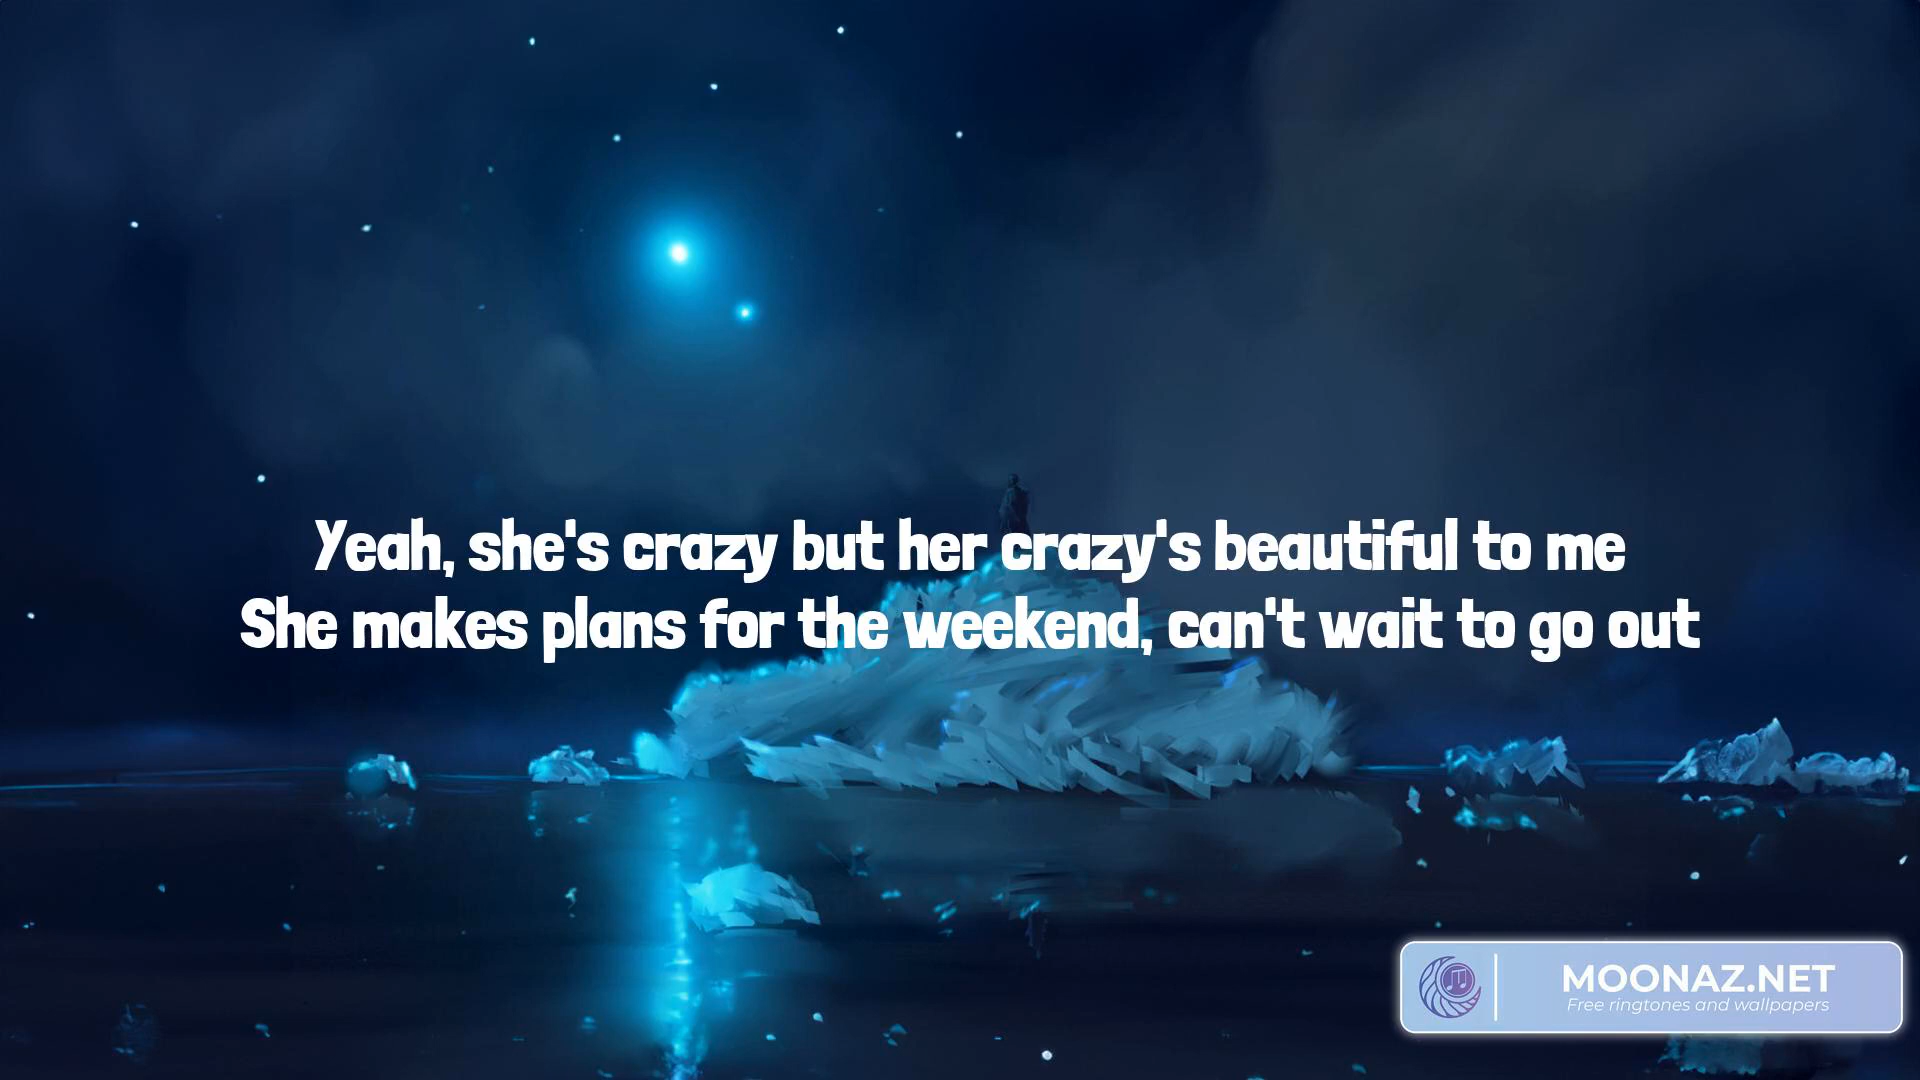 Yeah, she's crazy but her crazy's beautiful to me
She makes plans for the weekend, can't wait to go out
MOONAZ.NET
Free ringtones and wallpapers